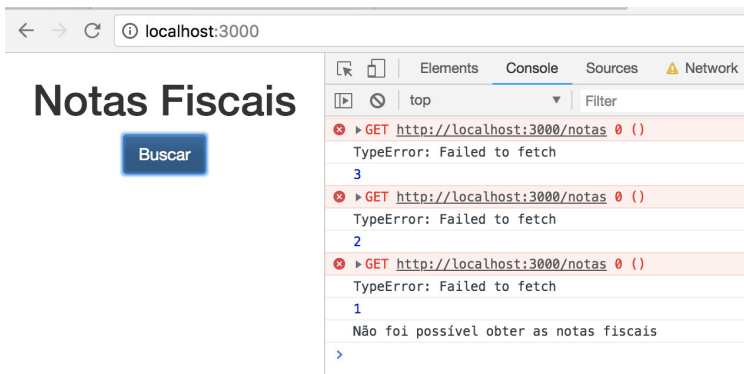 localhost:3000
Notas Fiscais
Buscar
Elements Console Sources Network
top Filter
GET http://localhost:3000/notas 0 ()
TypeError: Failed to fetch
3
GET http://localhost:3000/notas 0 ()
TypeError: Failed to fetch
2
GET http://localhost:3000/notas 0 ()
TypeError: Failed to fetch
1
Não foi possível obter as notas fiscais